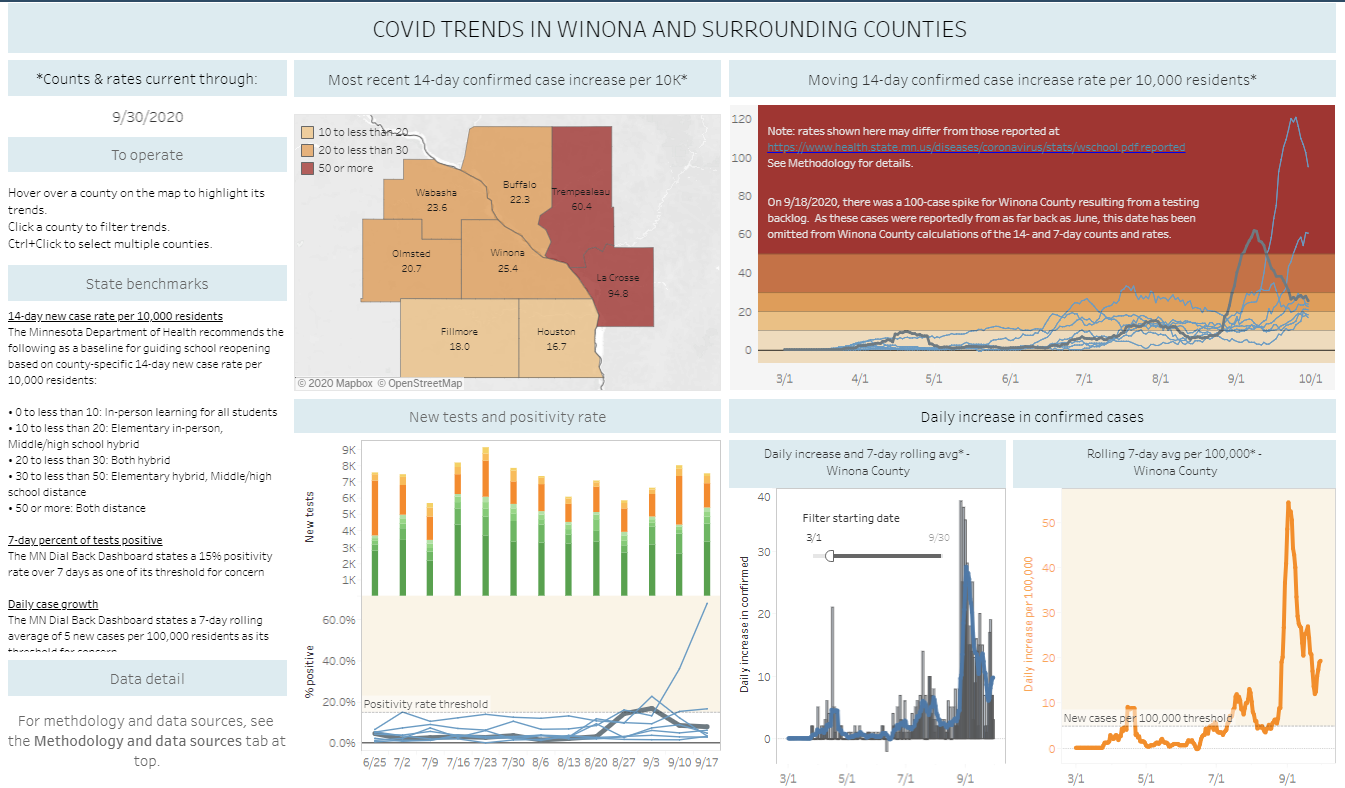 COVID TRENDS IN WINONA AND SURROUNDING COUNTIES
*Counts & rates current through:
9/30/2020
To operate
Hover over a county on the map to highlight its
trends.
Click a county to filter trends.
Ctrl+Click to select multiple counties.
State benchmarks
14-day new case rate per 10,000 residents
The Minnesota Department of Health recommends the
following as a baseline for guiding school reopening
based on county-specific 14-day new case rate per
10,000 residents:
• 0 to less than 10: In-person learning for all students
• 10 to less than 20: Elementary in-person,
Middle/high school hybrid
• 20 to less than 30: Both hybrid
• 30 to less than 50: Elementary hybrid, Middle/high
school distance
• 50 or more: Both distance
7-day percent of tests positive
The MN Dial Back Dashboard states a 15% positivity
rate over 7 days as one of its threshold for concern
Daily case growth
The MN Dial Back Dashboard states a 7-day rolling
average of 5 new cases per 100,000 residents as its
threshold for concern
Data detail
For methdology and data sources, see
the Methodology and data sources tab at
top.
Most recent 14-day confirmed case increase per 10K*
10 to less than 20
20 to less than 30
50 or more
Wabasha
23.6
Buffalo
22.3
Trempealeau
60.4
Olmsted
20.7
Winona
25.4
La Crosse
94.8
Fillmore
18.0
Houston
16.7
© 2020 Mapbox © OpenStreetMap
Moving 14-day confirmed case increase rate per 10,000 residents*
120
100
80
60
40
20
0
Note: rates shown here may differ from those reported at
https://www.health.state.mn.us/diseases/coronavirus/stats/wschool.pdf.reported
See Methodology for details.
On 9/18/2020, there was a 100-case spike for Winona County resulting from a testing
backlog. As these cases were reportedly from as far back as June, this date has been
omitted from Winona County calculations of the 14- and 7-day counts and rates.
3/1 4/1 5/1 6/1 7/1 8/1 9/1 10/1
New tests and positivity rate
New tests
9K
8K
7K
6K
5K
4K
3K
2K
1K
% positive
60.0%
40.0%
20.0%
0.0%
Positivity rate threshold
6/25 7/2 7/9 7/16 7/23 7/30 8/6 8/13 8/20 8/27 9/3 9/10 9/17
Daily increase in confirmed cases
Daily increase and 7-day rolling avg* -
Winona County
Daily increase in confirmed
40
30
20
10
0
Filter starting date
3/1 9/30
3/1 5/1 7/1 9/1
Rolling 7-day avg per 100,000* -
Winona County
Daily increase per 100,000
50
40
30
20
10
0
New cases per 100,000 threshold
3/1 5/1 7/1 9/1